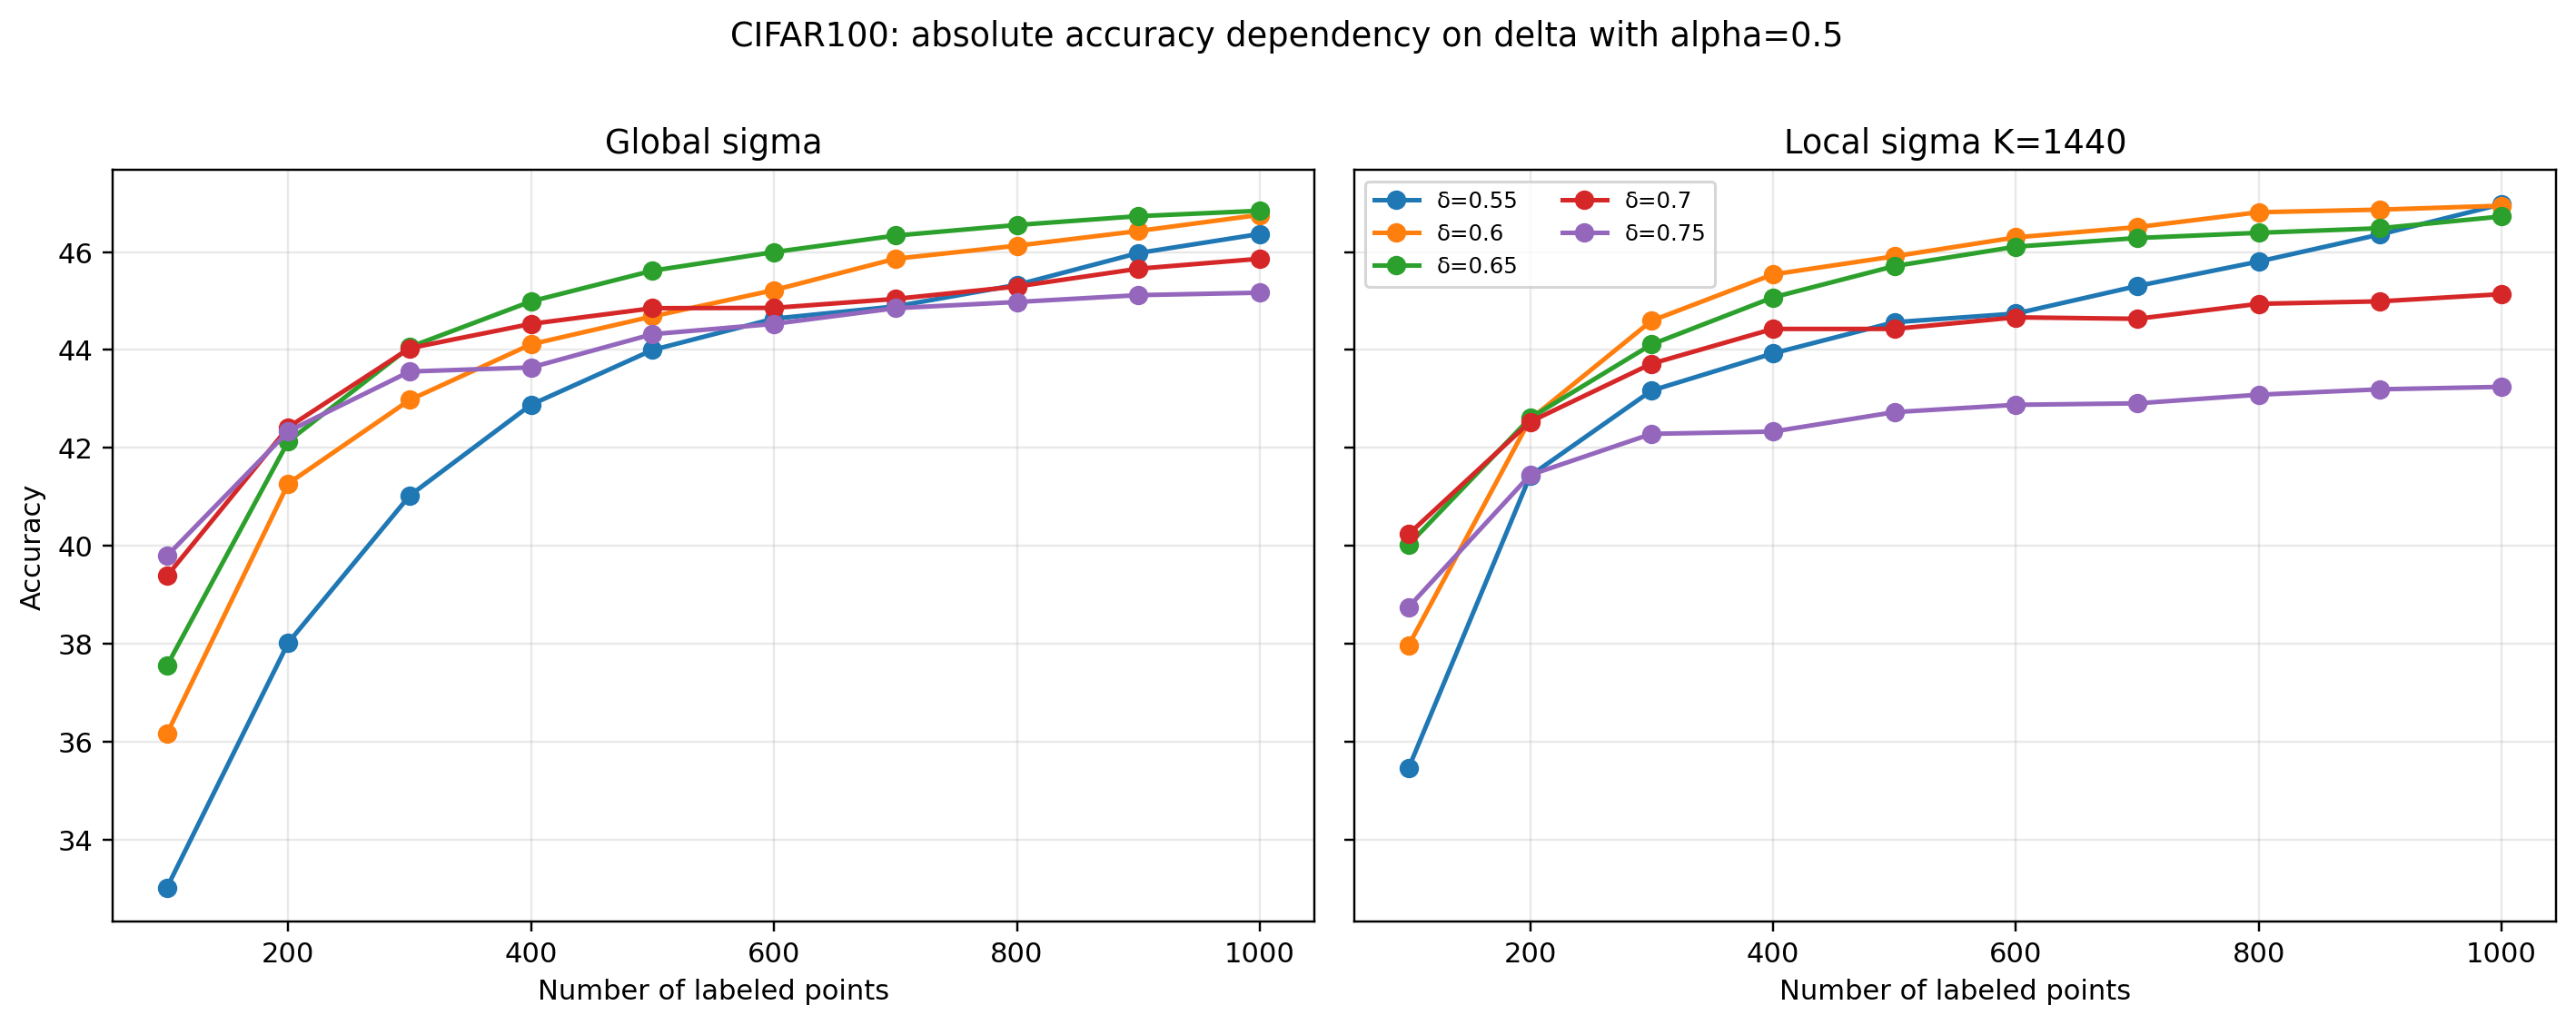 CIFAR100: absolute accuracy dependency on delta with alpha=0.5
Global sigma
Accuracy
46
44
42
40
38
36
34
200 400 600 800 1000
Number of labeled points
Local sigma K=1440
δ=0.55 δ=0.7
δ=0.6 δ=0.75
δ=0.65
200 400 600 800 1000
Number of labeled points